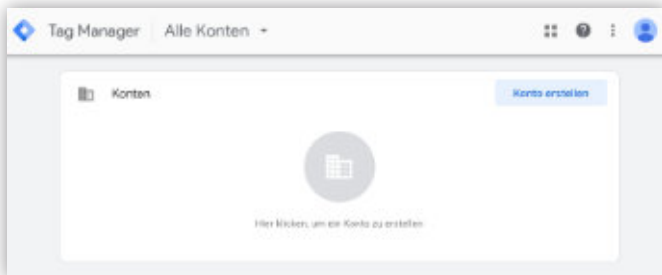 Tag Manager Alle Konten
Konten Konto erstellen
Hier klicken, um ein Konto zu erstellen